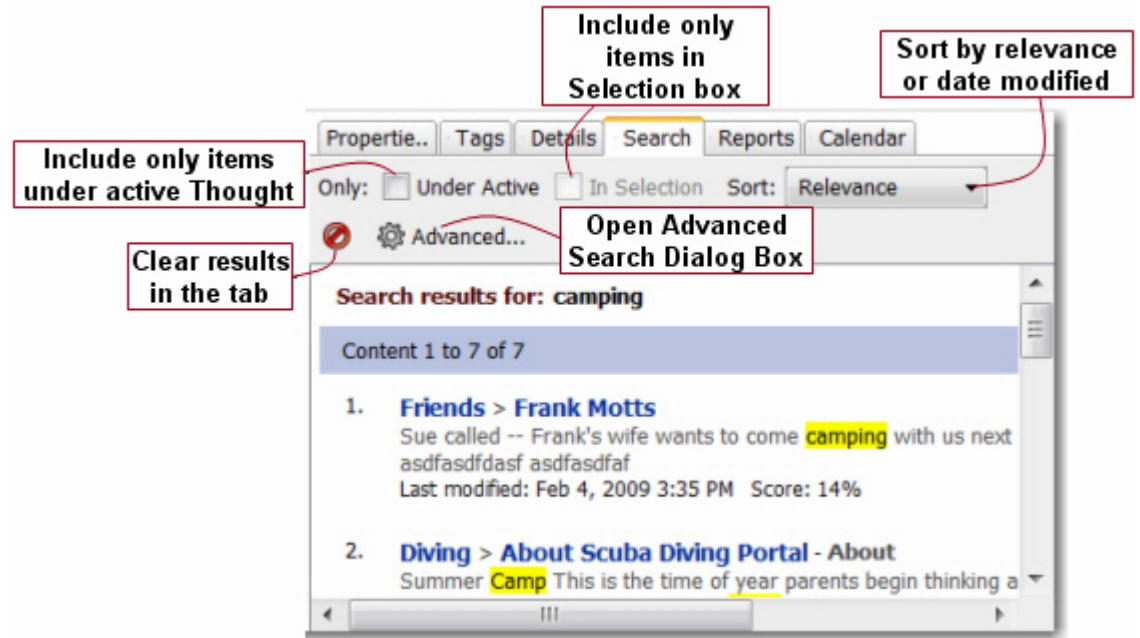 Include only
items in
Selection box
Sort by relevance
or date modified
Include only items
under active Thought
Propertie.. Tags Details Search Reports Calendar
Only: Under Active In Selection Sort: Relevance
Advanced...
Open Advanced
Search Dialog Box
Clear results
in the tab
Search results for: camping
Content 1 to 7 of 7
1. Friends > Frank Motts
Sue called -- Frank's wife wants to come camping with us next
asdfasdfdasf asdfasdfaf
Last modified: Feb 4, 2009 3:35 PM Score: 14%
2. Diving > About Scuba Diving Portal - About
Summer Camp This is the time of year parents begin thinking a